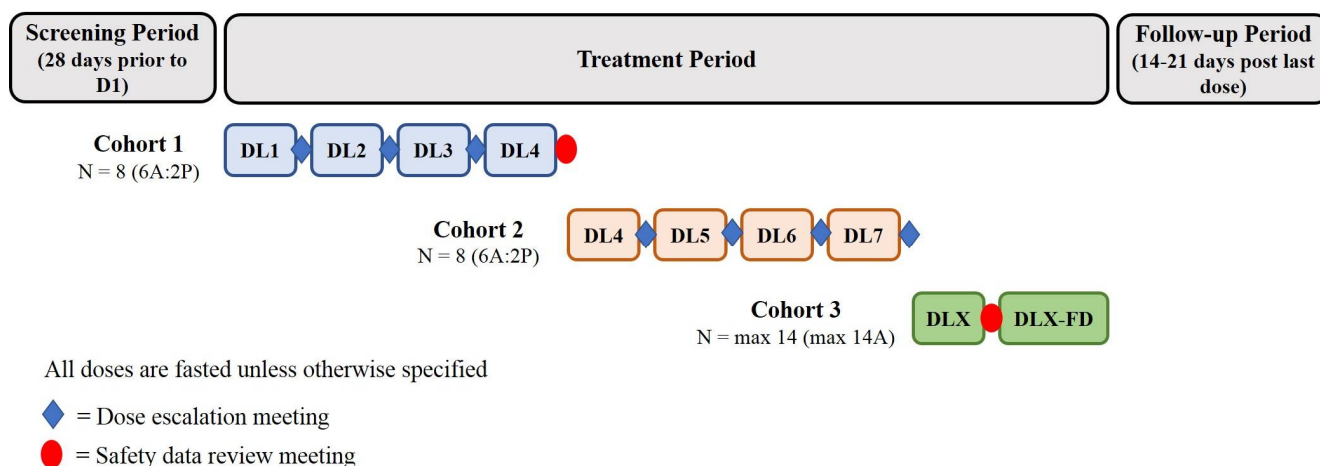 Screening Period
(28 days prior to
D1)
Treatment Period
Follow-up Period
(14-21 days post last
dose)
Cohort 1
N = 8 (6A:2P)
DL1
DL2
DL3
DL4
Cohort 2
N = 8 (6A:2P)
DL4
DL5
DL6
DL7
Cohort 3
N = max 14 (max 14A)
DLX
DLX-FD
All doses are fasted unless otherwise specified
= Dose escalation meeting
= Safety data review meeting